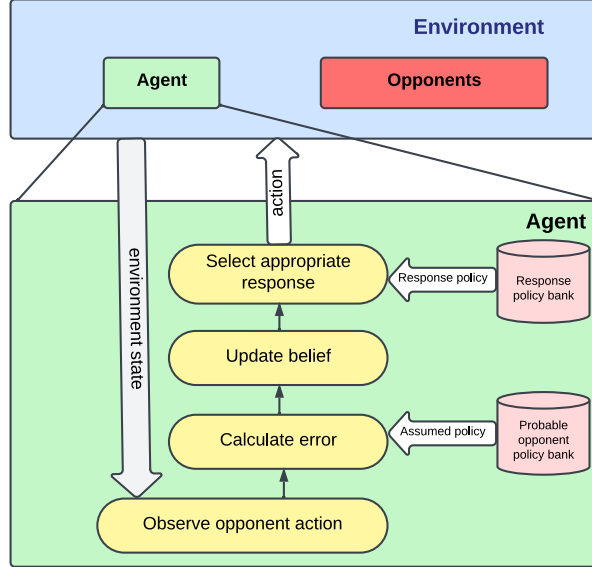 Environment
Agent
Opponents
action
environment state
Agent
Select appropriate
response
Response policy
Response
policy bank
Update belief
Calculate error
Assumed policy
Probable
opponent
policy bank
Observe opponent action